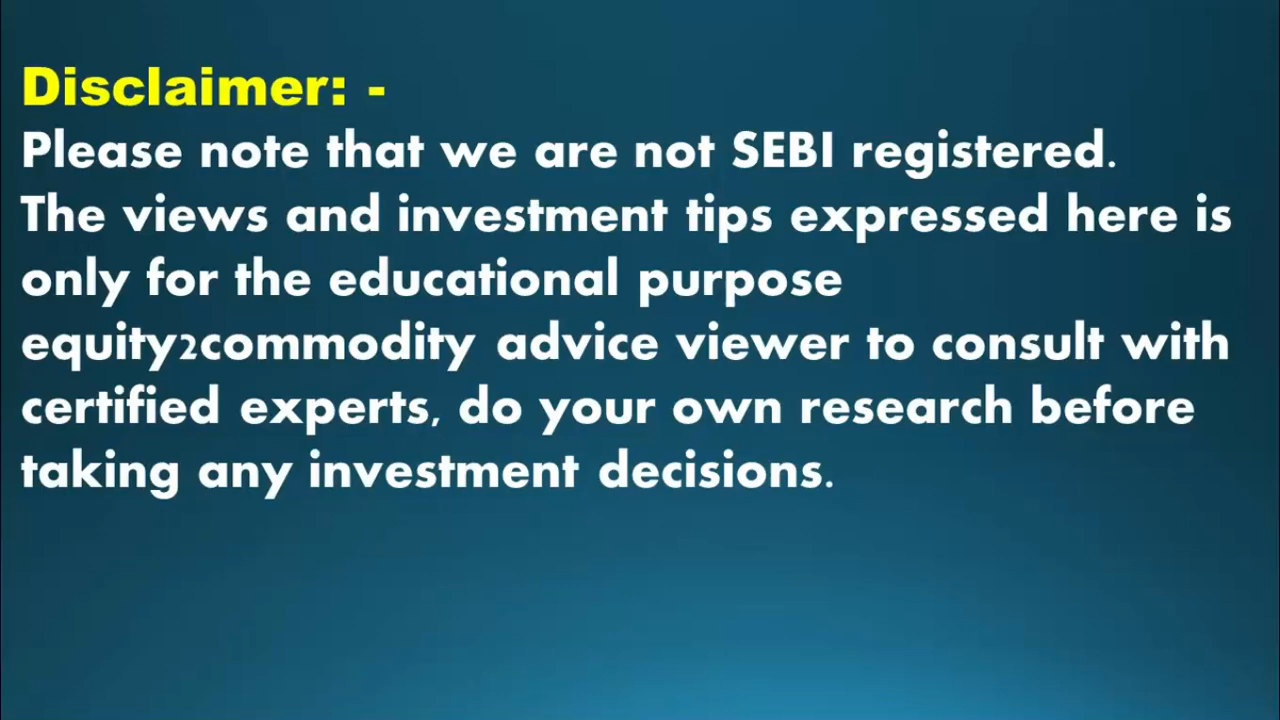 Disclaimer: -
Please note that we are not SEBI registered.
The views and investment tips expressed here is
only for the educational purpose
equity2commodity advice viewer to consult with
certified experts, do your own research before
taking any investment decisions.